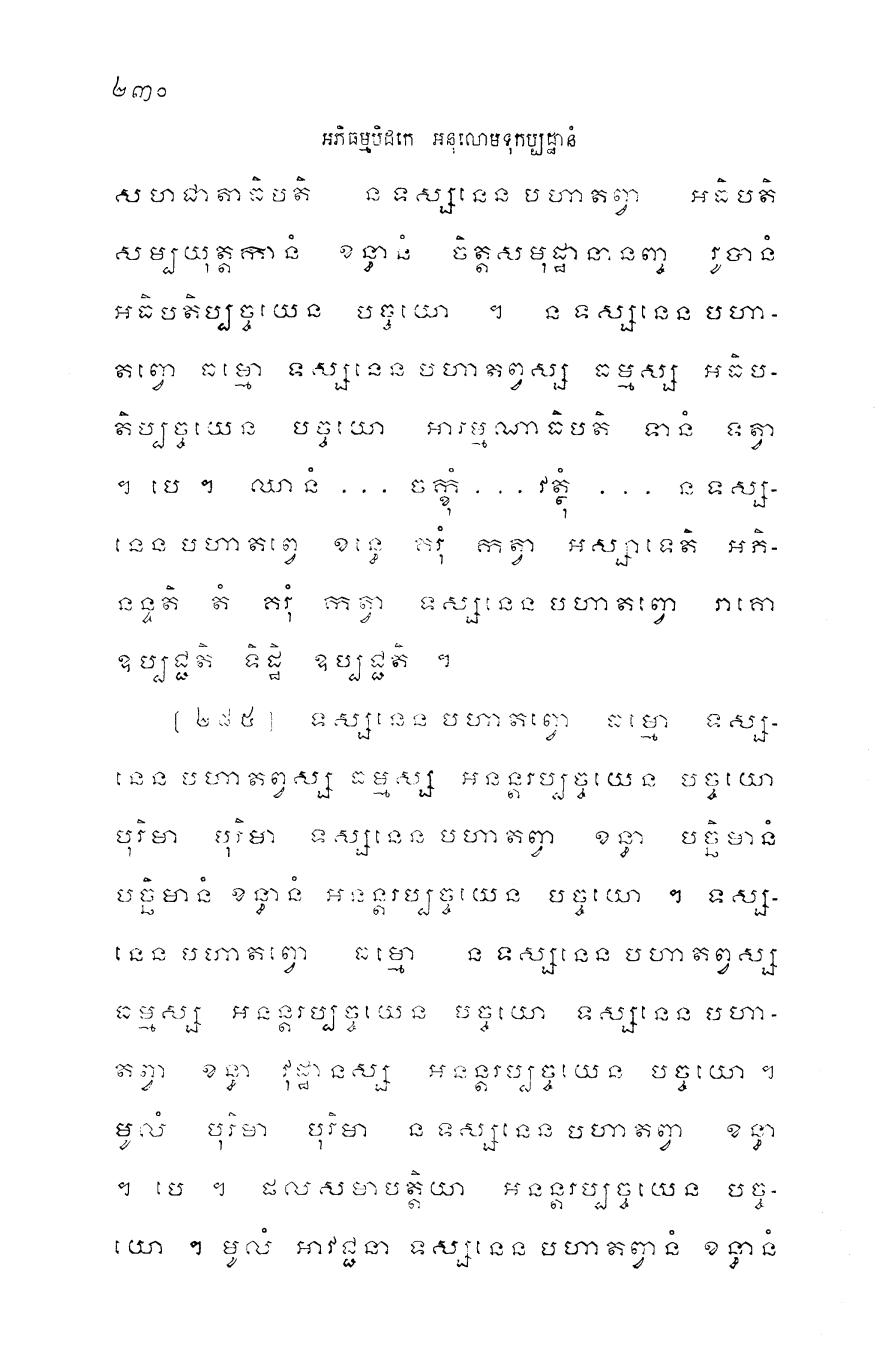 ២៣០
អភិធម្មបិដកេ អនុលោមទុកប្បដ្ឋានំ
សហជាតាធិបតិ ន ទស្សនេន បហាតព្វា អធិបតិ
សម្បយុត្តកានំ ខន្ធានំ ចិត្តសមុដ្ឋានានញ្ច រូបានំ
អធិបតិប្បច្ចយេន បច្ចយោ ។ ន ទស្សនេន បហា-
តព្វោ ធម្មោ ទស្សនេន បហាតព្វស្ស ធម្មស្ស អធិប-
តិប្បច្ចយេន បច្ចយោ អារម្មណាធិបតិ ទានំ ទត្វា
។ បេ ។ ឈានំ ... ចក្ខុំ ... វត្ថុំ ... ន ទស្ស-
នេន បហាតព្វេ ខន្ធេ គរុំ កត្វា អស្សាទេតិ អភិ-
នន្ទតិ តំ គរុំ កត្វា ទស្សនេន បហាតព្វោ រាគោ
ឧប្បជ្ជតិ ទិដ្ឋិ ឧប្បជ្ជតិ ។
[២៨៥] ទស្សនេន បហាតព្វោ ធម្មោ ទស្ស-
នេន បហាតព្វស្ស ធម្មស្ស អនន្តរប្បច្ចយេន បច្ចយោ
បុរិមា បុរិមា ទស្សនេន បហាតព្វា ខន្ធា បច្ឆិមានំ
បច្ឆិមានំ ខន្ធានំ អនន្តរប្បច្ចយេន បច្ចយោ ។ ទស្ស-
នេន បហាតព្វោ ធម្មោ ន ទស្សនេន បហាតព្វស្ស
ធម្មស្ស អនន្តរប្បច្ចយេន បច្ចយោ ទស្សនេន បហា-
តព្វា ខន្ធា វុដ្ឋានស្ស អនន្តរប្បច្ចយេន បច្ចយោ ។
មូលំ បុរិមា បុរិមា ន ទស្សនេន បហាតព្វា ខន្ធា
។ បេ ។ ផលសមាបត្តិយា អនន្តរប្បច្ចយេន បច្ច-
យោ ។ មូលំ អាវជ្ជនា ទស្សនេន បហាតព្វានំ ខន្ធានំ